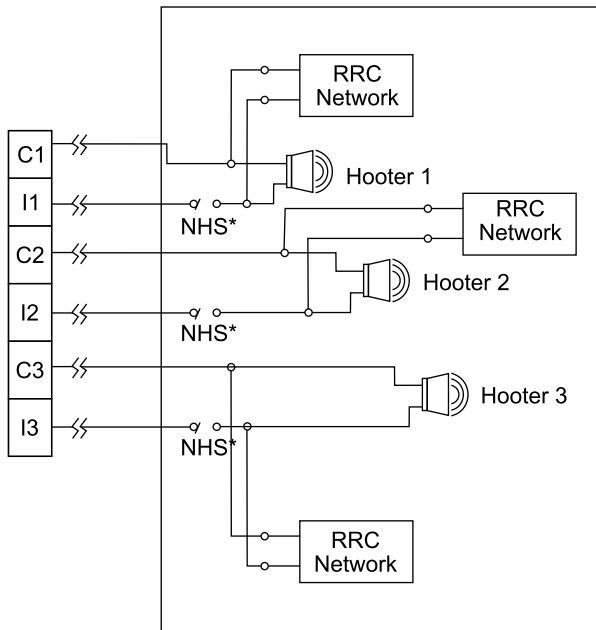 RRC
Network
C1
Hooter 1
I1
NHS*
RRC
Network
C2
Hooter 2
I2
NHS*
C3
Hooter 3
I3
NHS*
RRC
Network